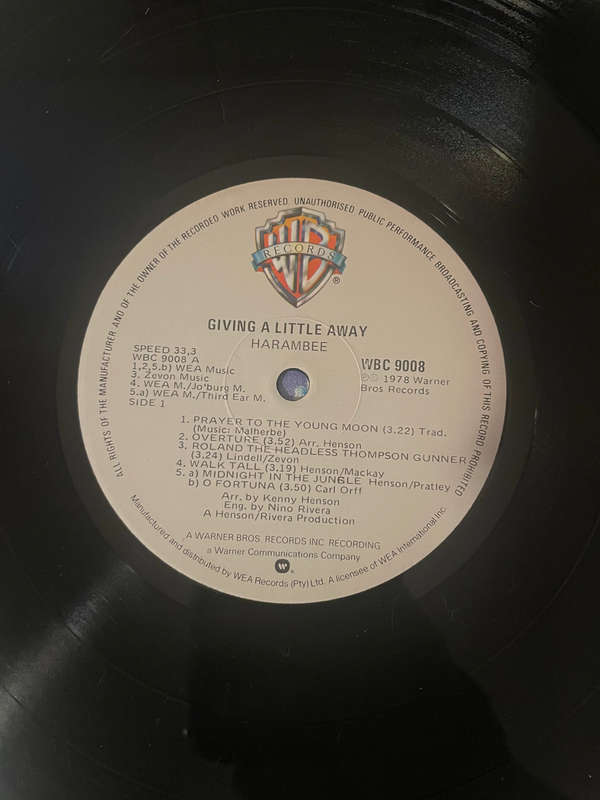 ALL RIGHTS OF THE MANUFACTURER AND OF THE OWNER OF THE RECORDED WORK RESERVED. UNAUTHORISED PUBLIC PERFORMANCE BROADCASTING AND COPYING OF THIS RECORD PROHIBITED
WB
RECORDS
®
GIVING A LITTLE AWAY
HARAMBEE
SPEED 33,3
WBC 9008 A
1,2,5.b) WEA Music
3. Zevon Music
4. WEA M./Jo'burg M.
5.a) WEA M./Third Ear M.
SIDE 1
WBC 9008
Ⓟ © 1978 Warner
Bros Records
1. PRAYER TO THE YOUNG MOON (3.22) Trad.
(Music: Malherbe)
2. OVERTURE (3.52) Arr. Henson
3. ROLAND THE HEADLESS THOMPSON GUNNER
(3.24) Lindell/Zevon
4. WALK TALL (3.19) Henson/Mackay
5. a) MIDNIGHT IN THE JUNGLE Henson/Pratley
b) O FORTUNA (3.50) Carl Orff
Arr. by Kenny Henson
Eng. by Nino Rivera
A Henson/Rivera Production
A WARNER BROS. RECORDS INC. RECORDING
a Warner Communications Company
W
Manufactured and distributed by WEA Records (Pty) Ltd. A licensee of WEA International Inc.